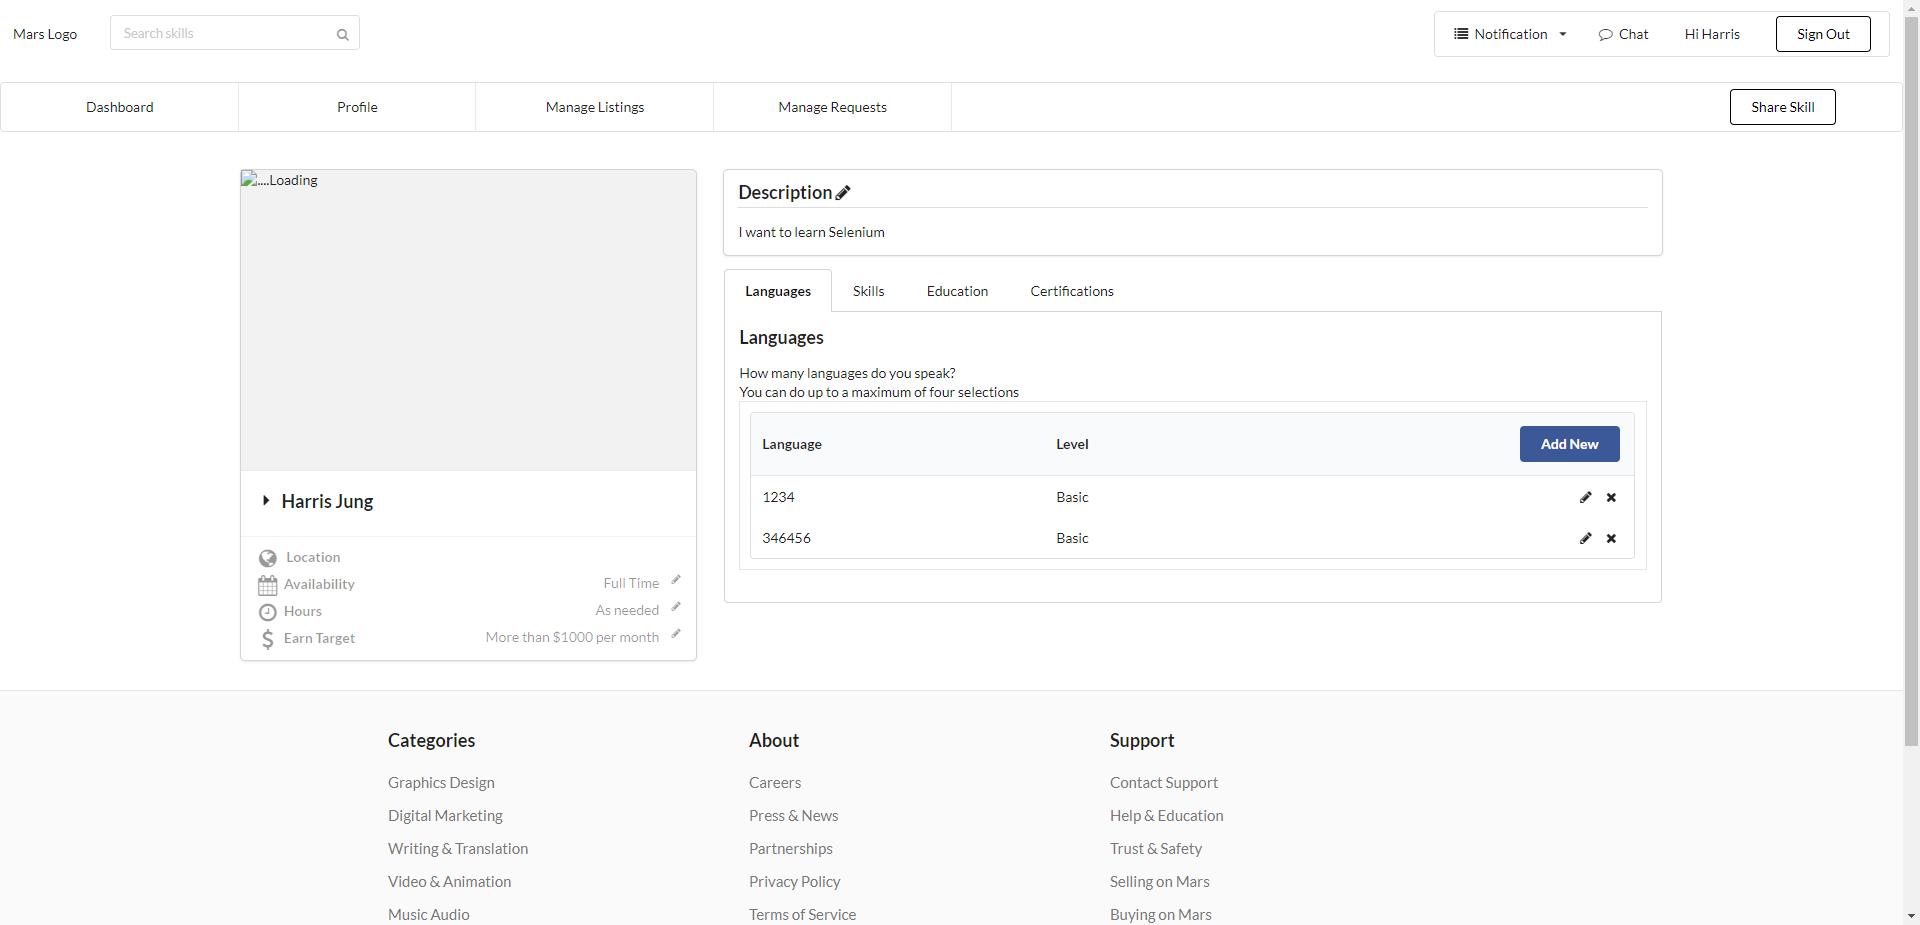 Mars Logo
Search skills
Notification
Chat
Hi Harris
Sign Out
Dashboard
Profile
Manage Listings
Manage Requests
Share Skill
....Loading
Harris Jung
Location
Availability
Full Time
Hours
As needed
Earn Target
More than $1000 per month
Description
I want to learn Selenium
Languages
Skills
Education
Certifications
Languages
How many languages do you speak?
You can do up to a maximum of four selections
Language
Level
Add New
1234
Basic
346456
Basic
Categories
Graphics Design
Digital Marketing
Writing & Translation
Video & Animation
Music Audio
About
Careers
Press & News
Partnerships
Privacy Policy
Terms of Service
Support
Contact Support
Help & Education
Trust & Safety
Selling on Mars
Buying on Mars